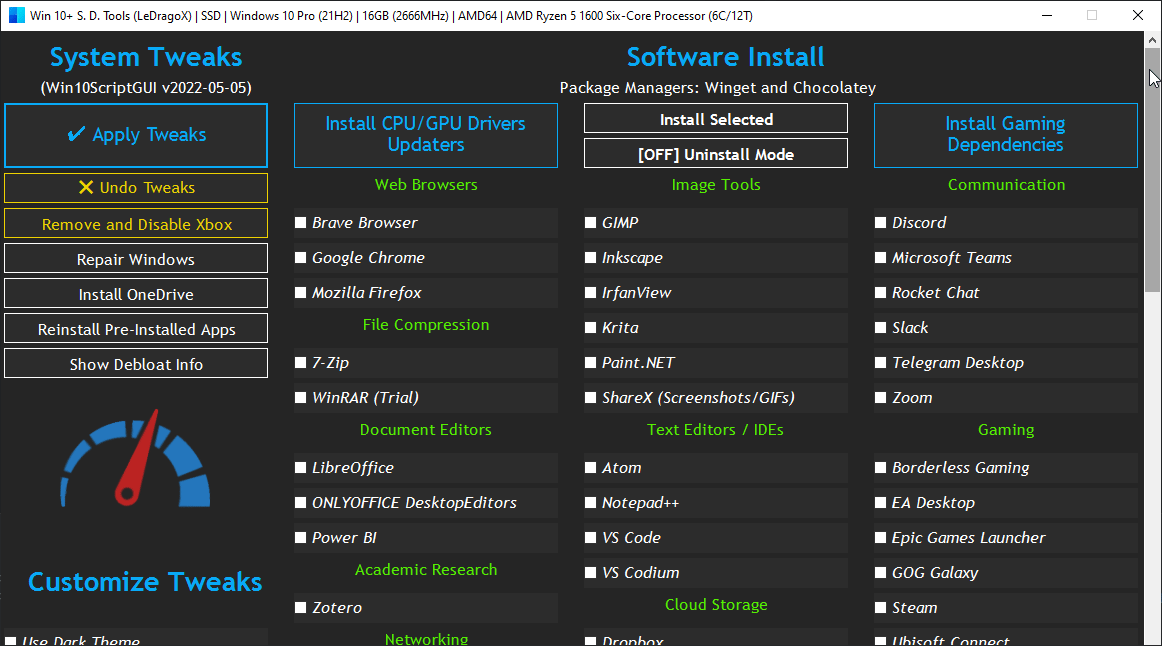 Win 10+ S. D. Tools (LeDragoX) | SSD | Windows 10 Pro (21H2) | 16GB (2666MHz) | AMD64 | AMD Ryzen 5 1600 Six-Core Processor (6C/12T)
System Tweaks
(Win10ScriptGUI v2022-05-05)
✔ Apply Tweaks
❌ Undo Tweaks
Remove and Disable Xbox
Repair Windows
Install OneDrive
Reinstall Pre-Installed Apps
Show Debloat Info
Customize Tweaks
Use Dark Theme
Software Install
Package Managers: Winget and Chocolatey
Install CPU/GPU Drivers
Updaters
Web Browsers
Brave Browser
Google Chrome
Mozilla Firefox
File Compression
7-Zip
WinRAR (Trial)
Document Editors
LibreOffice
ONLYOFFICE DesktopEditors
Power BI
Academic Research
Zotero
Networking
Install Selected
[OFF] Uninstall Mode
Image Tools
GIMP
Inkscape
IrfanView
Krita
Paint.NET
ShareX (Screenshots/GIFs)
Text Editors / IDEs
Atom
Notepad++
VS Code
VS Codium
Cloud Storage
Dropbox
Install Gaming
Dependencies
Communication
Discord
Microsoft Teams
Rocket Chat
Slack
Telegram Desktop
Zoom
Gaming
Borderless Gaming
EA Desktop
Epic Games Launcher
GOG Galaxy
Steam
Ubisoft Connect